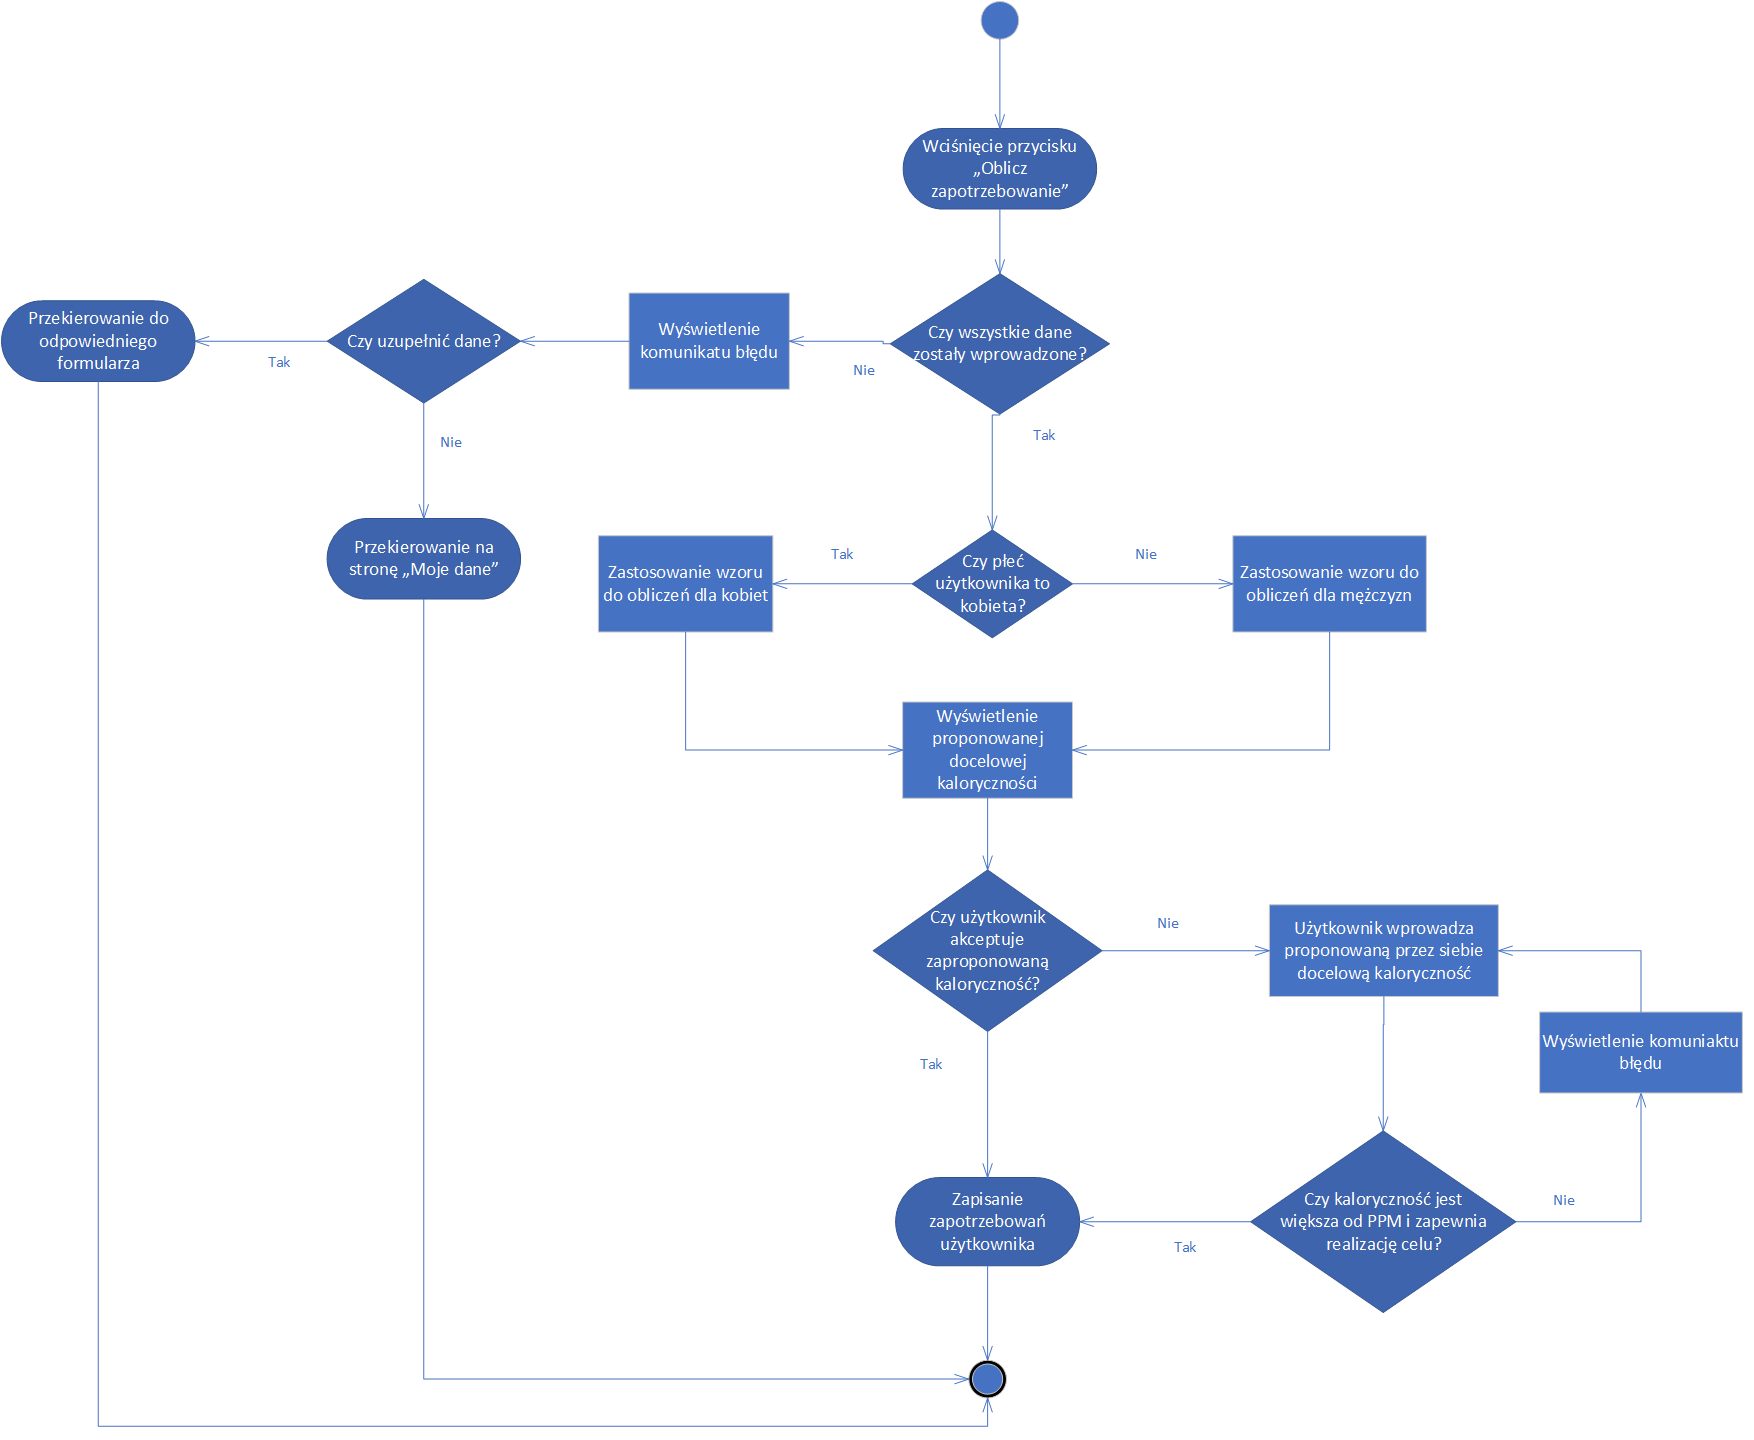 Wciśnięcie przycisku
„Oblicz
zapotrzebowanie”
Czy wszystkie dane
zostały wprowadzone?
Nie
Tak
Wyświetlenie
komunikatu błędu
Czy uzupełnić dane?
Tak
Nie
Przekierowanie do
odpowiedniego
formularza
Przekierowanie na
stronę „Moje dane”
Czy płeć
użytkownika to
kobieta?
Tak
Nie
Zastosowanie wzoru
do obliczeń dla kobiet
Zastosowanie wzoru do
obliczeń dla mężczyzn
Wyświetlenie
proponowanej
docelowej
kaloryczności
Czy użytkownik
akceptuje
zaproponowaną
kaloryczność?
Nie
Tak
Użytkownik wprowadza
proponowaną przez siebie
docelową kaloryczność
Wyświetlenie komuniaktu
błędu
Czy kaloryczność jest
większa od PPM i zapewnia
realizację celu?
Nie
Tak
Zapisanie
zapotrzebowań
użytkownika